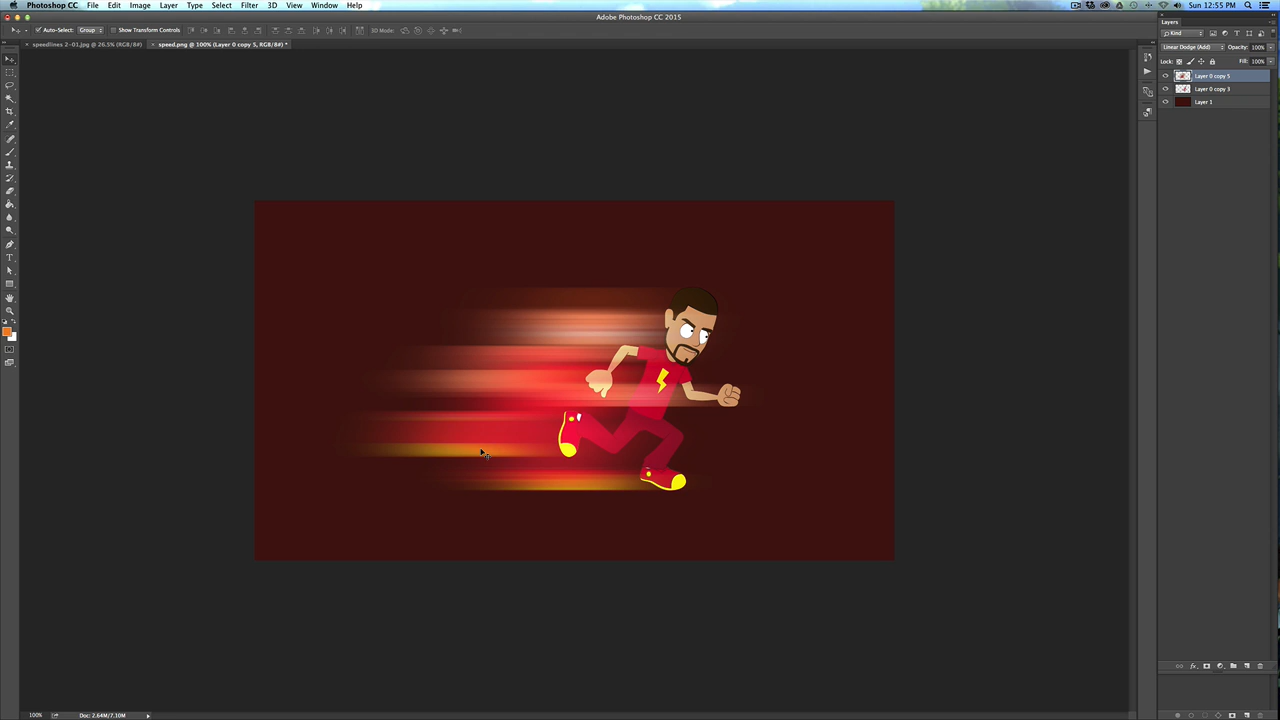 Photoshop CC File Edit Image Layer Type Select Filter 3D View Window Help Sun 12:55 PM
Adobe Photoshop CC 2015
Auto-Select: Group Show Transform Controls 3D Mode:
speedlines 2-01.jpg @ 26.5% (RGB/8#) speed.png @ 100% (Layer 0 copy 5, RGB/8#) *
Layers
Kind
Linear Dodge (Add) Opacity: 100%
Lock: Fill: 100%
Layer 0 copy 5
Layer 0 copy 3
Layer 1
100% Doc: 2.64M/7.10M